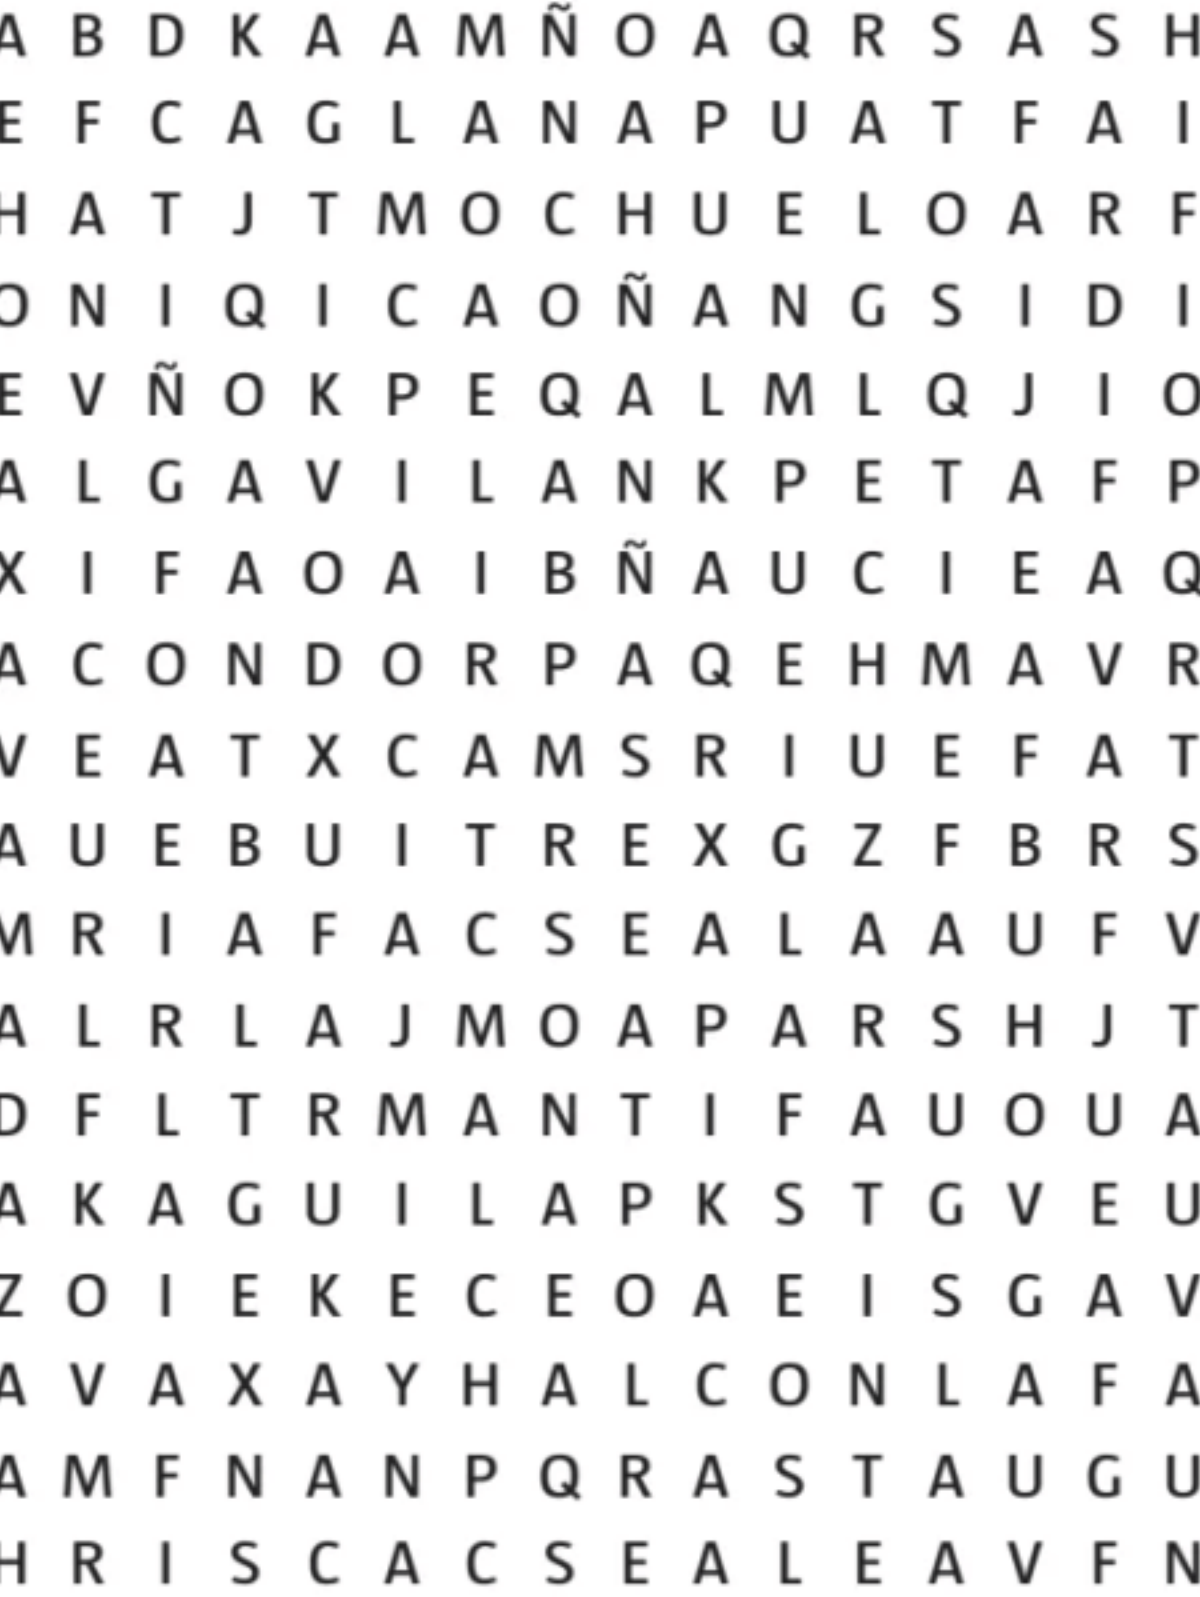 A B D K A A M Ñ O A Q R S A S H
E F C A G L A N A P U A T F A I
H A T J T M O C H U E L O A R F
O N I Q I C A O Ñ A N G S I D I
E V Ñ O K P E Q A L M L Q J I O
A L G A V I L A N K P E T A F P
X I F A O A I B Ñ A U C I E A Q
A C O N D O R P A Q E H M A V R
V E A T X C A M S R I U E F A T
A U E B U I T R E X G Z F B R S
M R I A F A C S E A L A A U F V
A L R L A J M O A P A R S H J T
D F L T R M A N T I F A U O U A
A K A G U I L A P K S T G V E U
Z O I E K E C E O A E I S G A V
A V A X A Y H A L C O N L A F A
A M F N A N P Q R A S T A U G U
H R I S C A C S E A L E A V F N